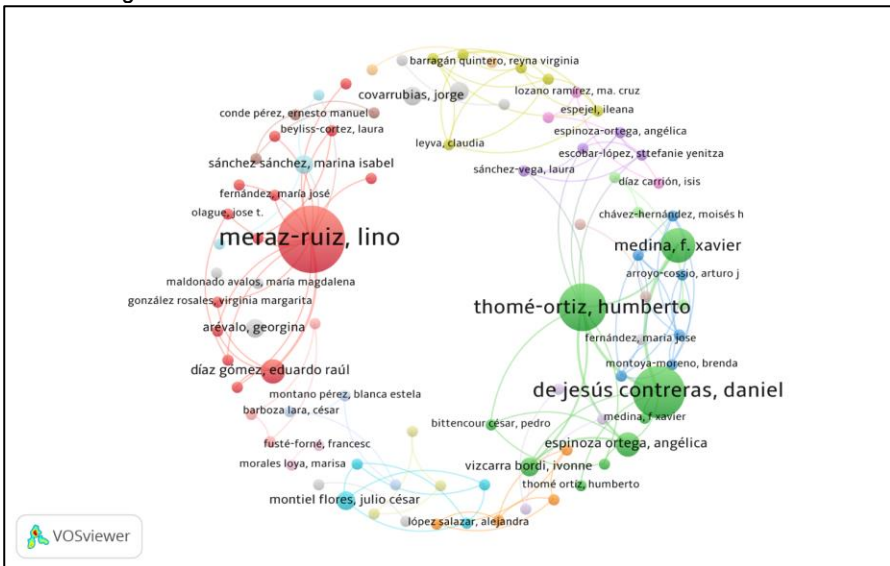 barragán quintero, reyna virginia
lozano ramírez, ma. cruz
covarrubias, jorge
espejel, ileana
conde pérez, ernesto manuel
beyliss-cortez, laura
espinoza-ortega, angélica
leyva, claudia
escobar-lópez, sttefanie yenitza
sánchez sánchez, marina isabel
sánchez-vega, laura
díaz carrión, isis
fernández, maría josé
olague, jose t.
chávez-hernández, moisés h
meraz-ruiz, lino
medina, f. xavier
arroyo-cossio, arturo j
maldonado avalos, maría magdalena
gonzález rosales, virginia margarita
thomé-ortiz, humberto
arévalo, georgina
fernández, maría jose
montoya-moreno, brenda
díaz gómez, eduardo raúl
de jesús contreras, daniel
montano pérez, blanca estela
barboza lara, césar
medina, f xavier
bittencour césar, pedro
fusté-forné, francesc
espinoza ortega, angélica
morales loya, marisa
vizcarra bordi, ivonne
thomé ortíz, humberto
montiel flores, julio césar
lópez salazar, alejandra
VOSviewer